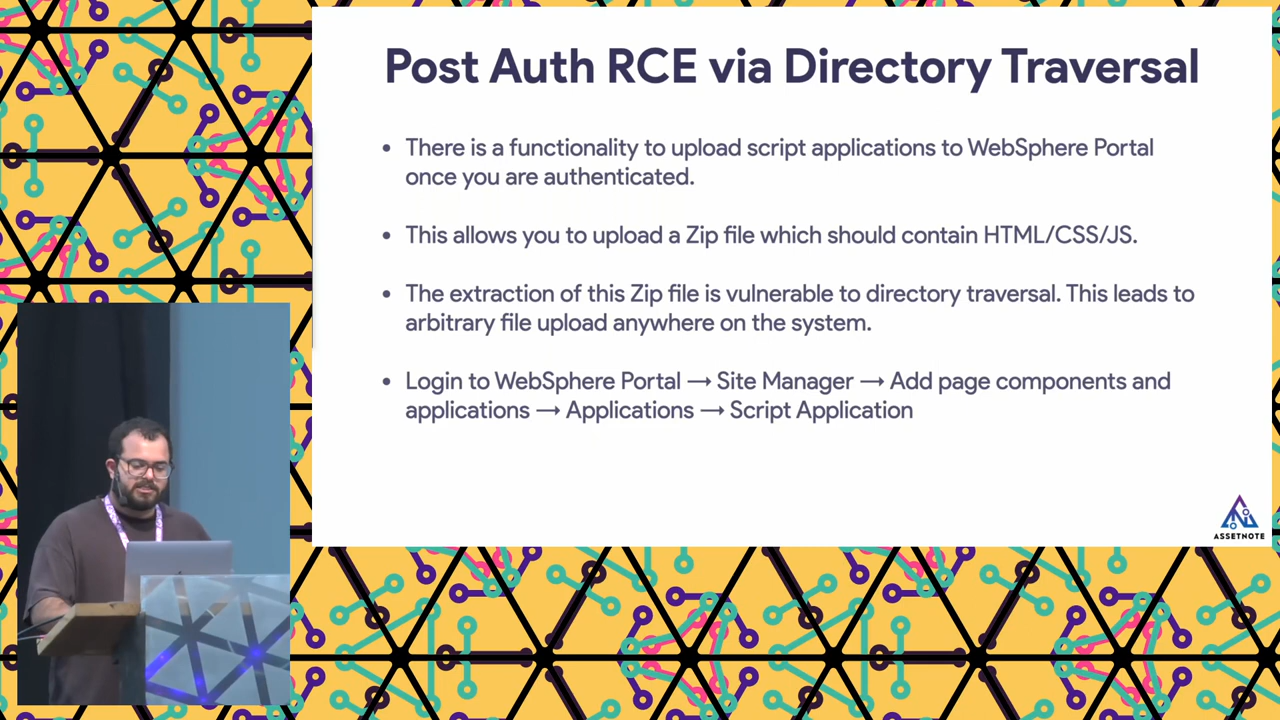 Post Auth RCE via Directory Traversal
• There is a functionality to upload script applications to WebSphere Portal
once you are authenticated.
• This allows you to upload a Zip file which should contain HTML/CSS/JS.
• The extraction of this Zip file is vulnerable to directory traversal. This leads to
arbitrary file upload anywhere on the system.
• Login to WebSphere Portal → Site Manager → Add page components and
applications → Applications → Script Application
ASSETNOTE